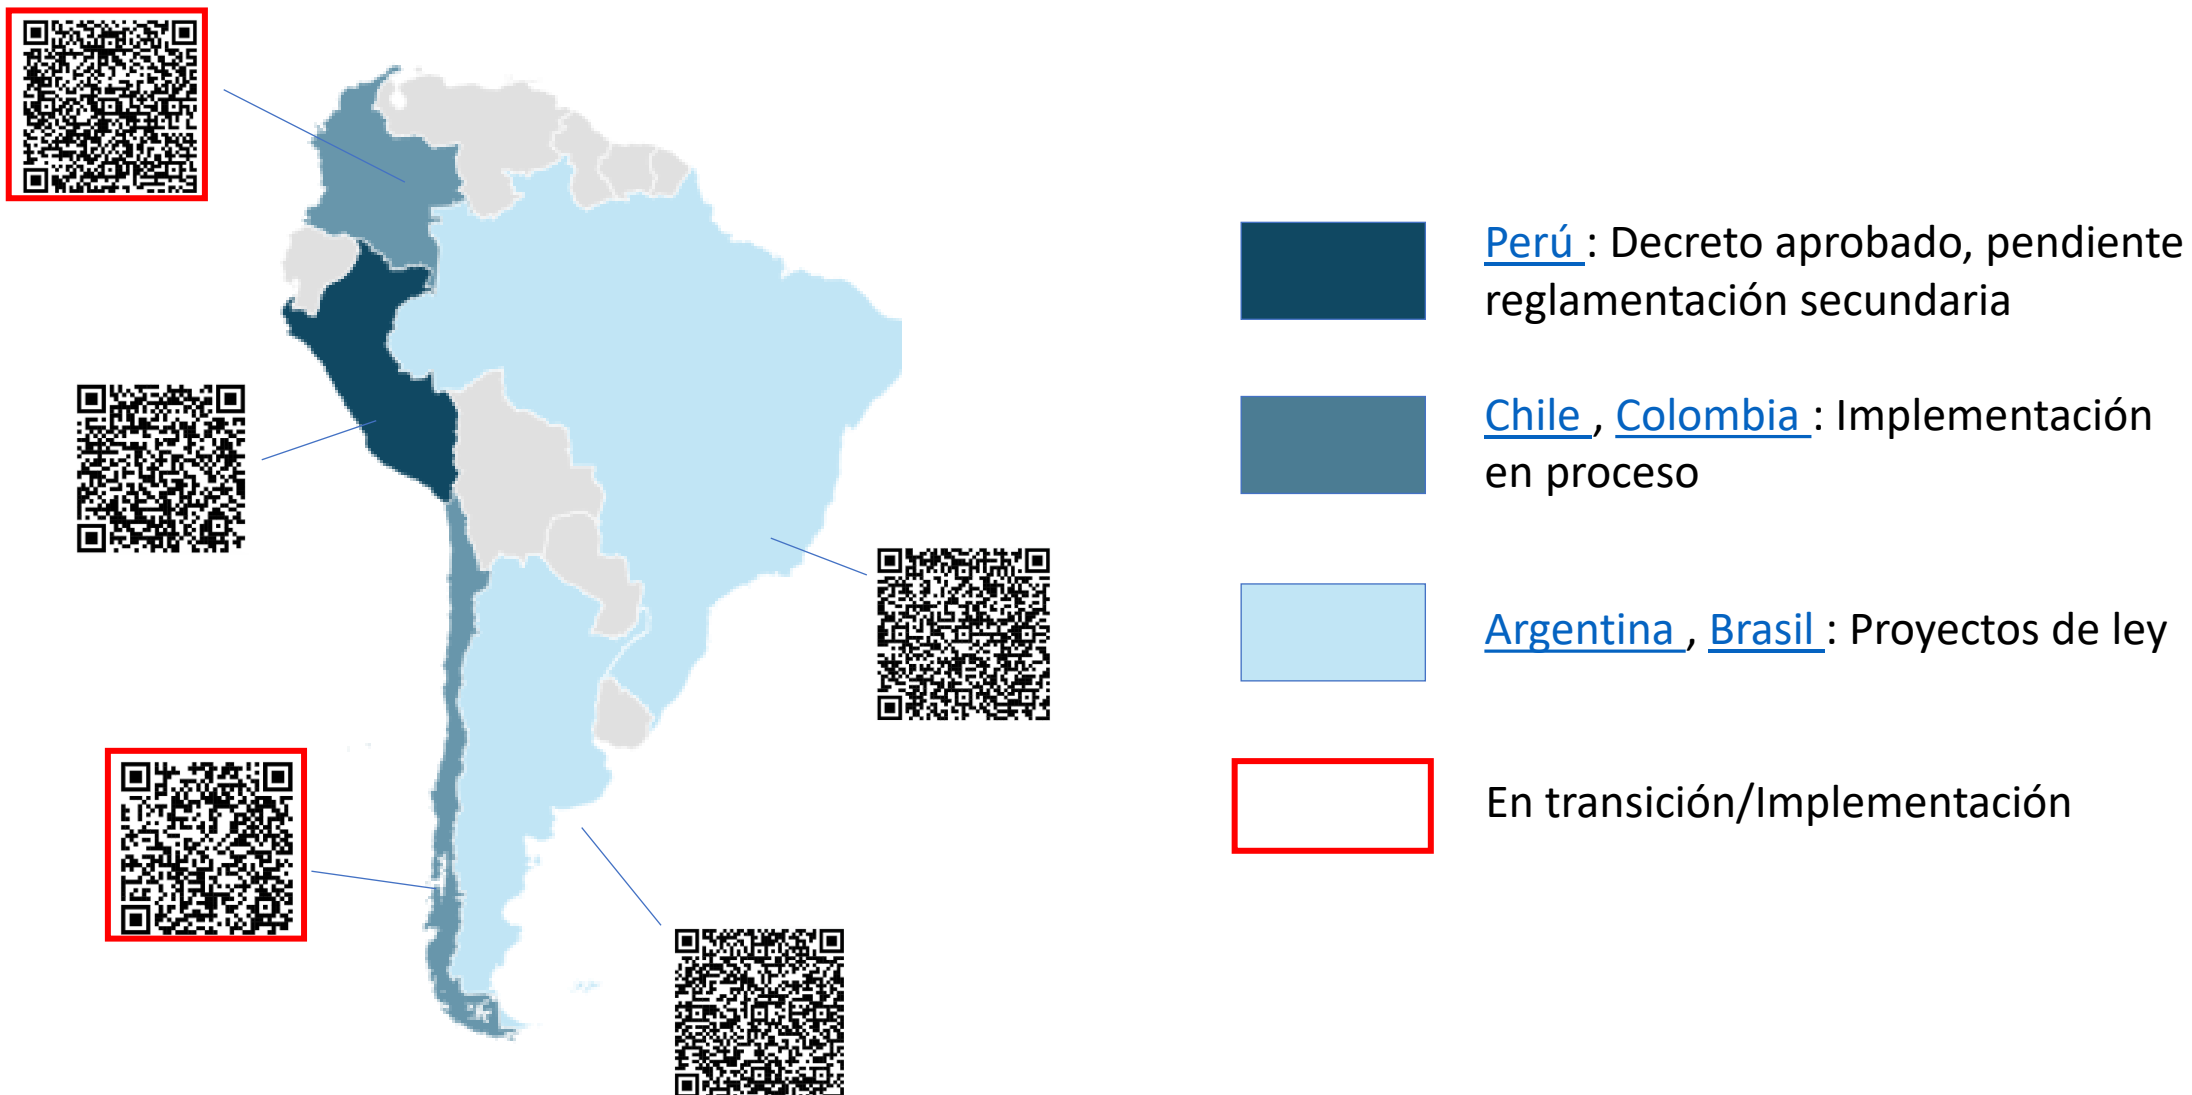 Perú : Decreto aprobado, pendiente
reglamentación secundaria
Chile , Colombia : Implementación
en proceso
Argentina , Brasil : Proyectos de ley
En transición/Implementación